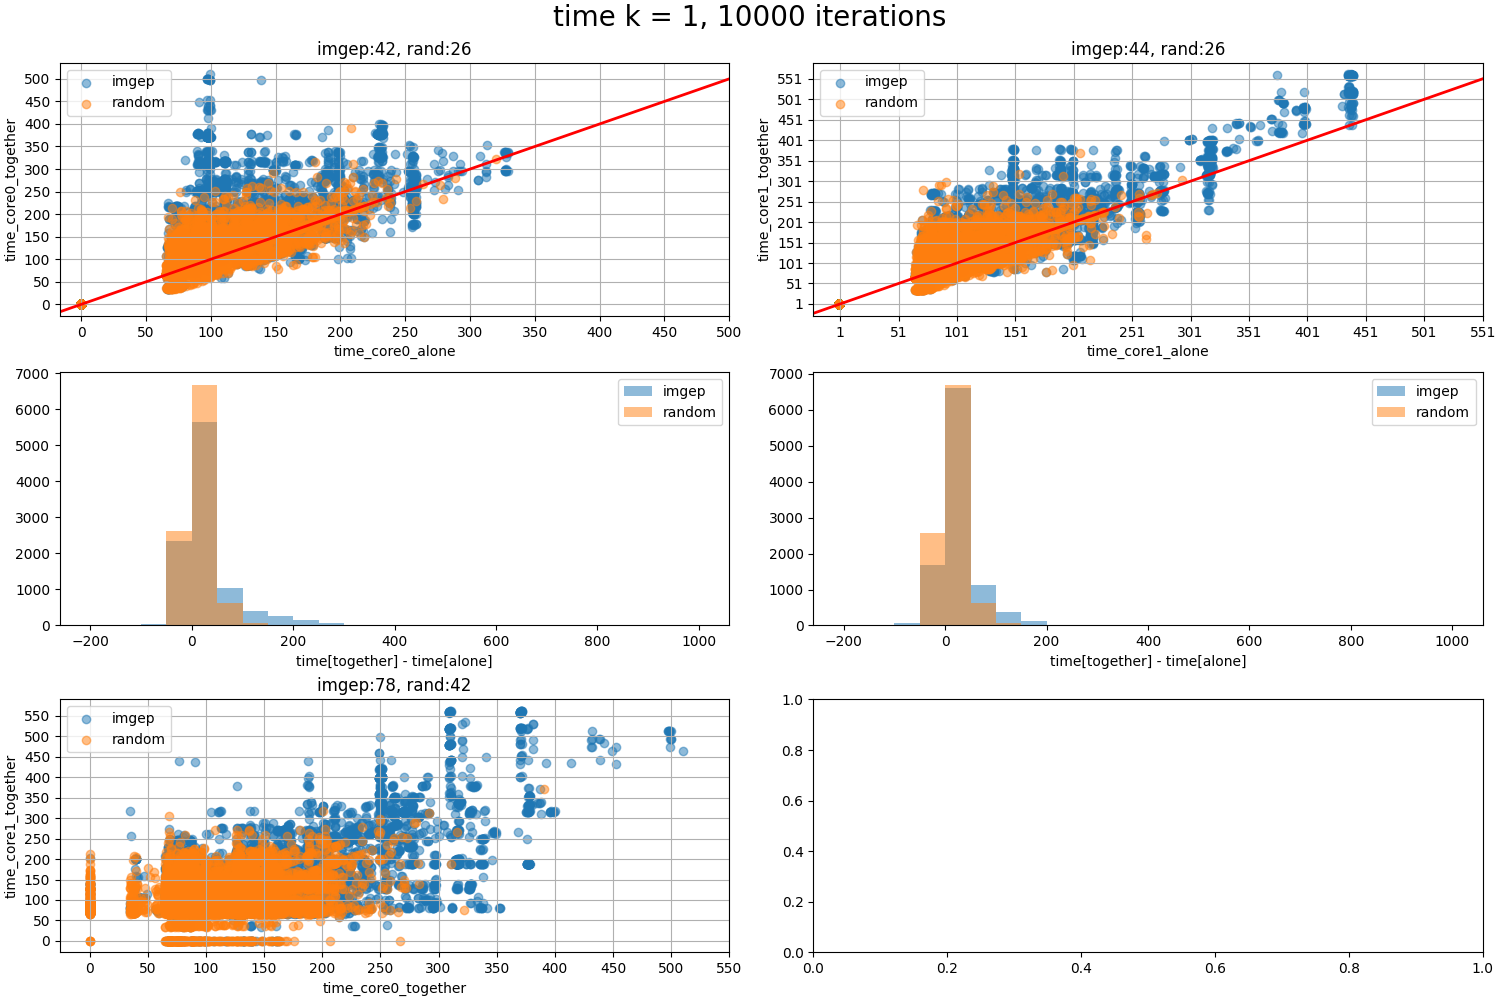 time k = 1, 10000 iterations
imgep:42, rand:26
imgep
random
time_core0_together
500
450
400
350
300
250
200
150
100
50
0
0 50 100 150 200 250 300 350 400 450 500
time_core0_alone
imgep:44, rand:26
imgep
random
time_core1_together
551
501
451
401
351
301
251
201
151
101
51
1
1 51 101 151 201 251 301 351 401 451 501 551
time_core1_alone
imgep
random
7000
6000
5000
4000
3000
2000
1000
0
−200 0 200 400 600 800 1000
time[together] - time[alone]
imgep
random
7000
6000
5000
4000
3000
2000
1000
0
−200 0 200 400 600 800 1000
time[together] - time[alone]
imgep:78, rand:42
imgep
random
time_core1_together
550
500
450
400
350
300
250
200
150
100
50
0
0 50 100 150 200 250 300 350 400 450 500 550
time_core0_together
1.0
0.8
0.6
0.4
0.2
0.0
0.0 0.2 0.4 0.6 0.8 1.0